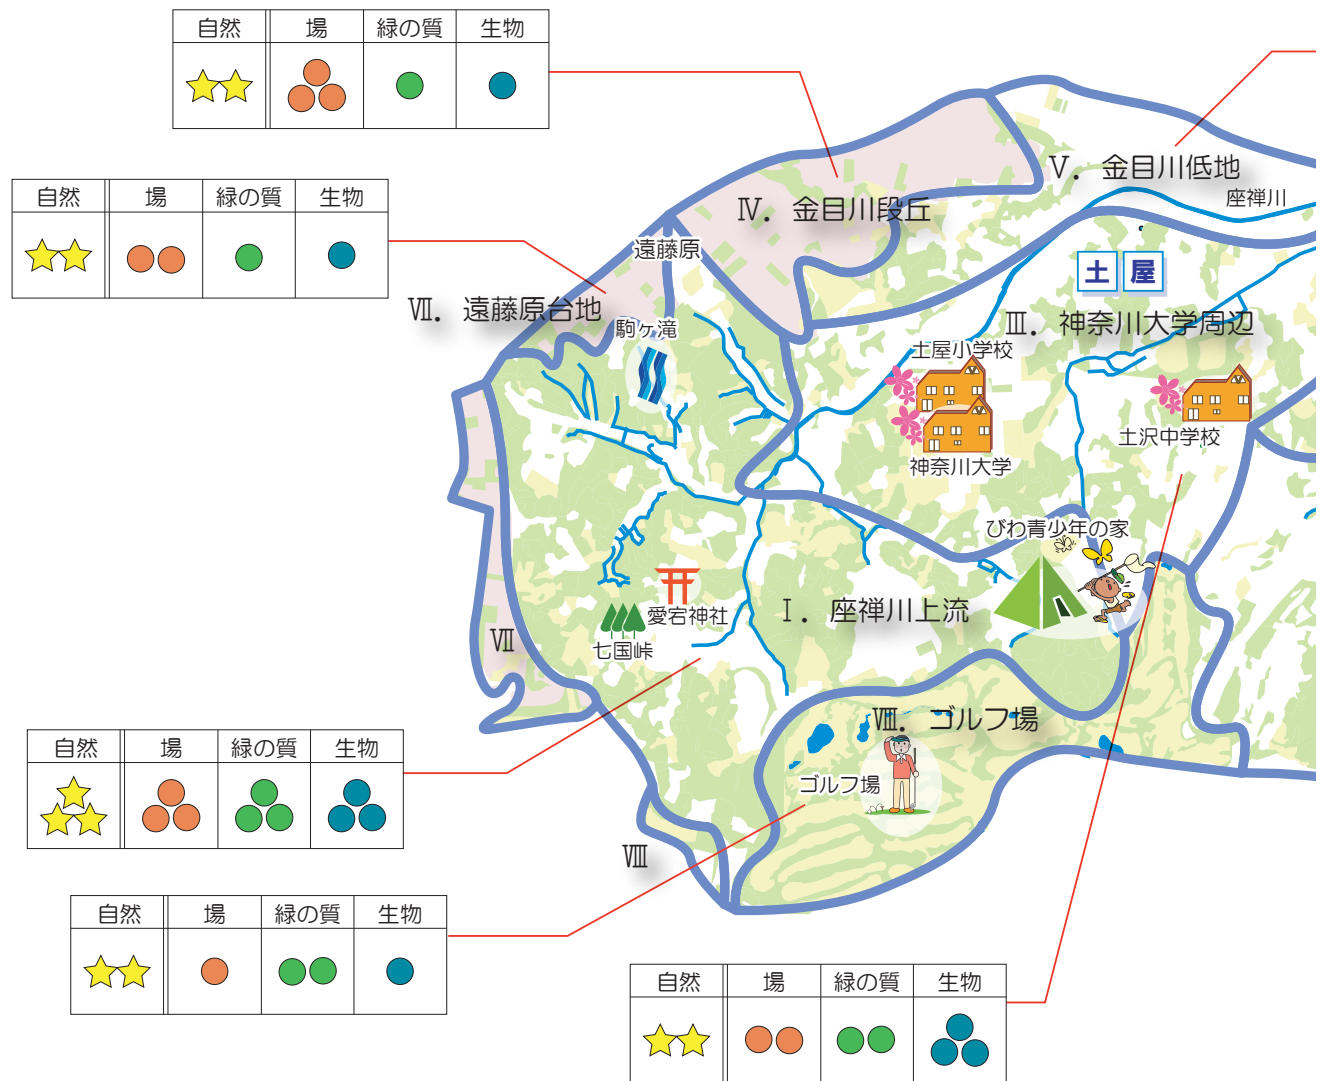 自然 場 緑の質 生物
自然 場 緑の質 生物
Ⅴ．金目川低地
座禅川
Ⅳ．金目川段丘
遠藤原
土屋
Ⅶ．遠藤原台地
Ⅲ．神奈川大学周辺
駒ヶ滝
土屋小学校
土沢中学校
神奈川大学
びわ青少年の家
愛宕神社
Ⅰ．座禅川上流
七国峠
Ⅶ
Ⅷ．ゴルフ場
自然 場 緑の質 生物
ゴルフ場
Ⅷ
自然 場 緑の質 生物
自然 場 緑の質 生物